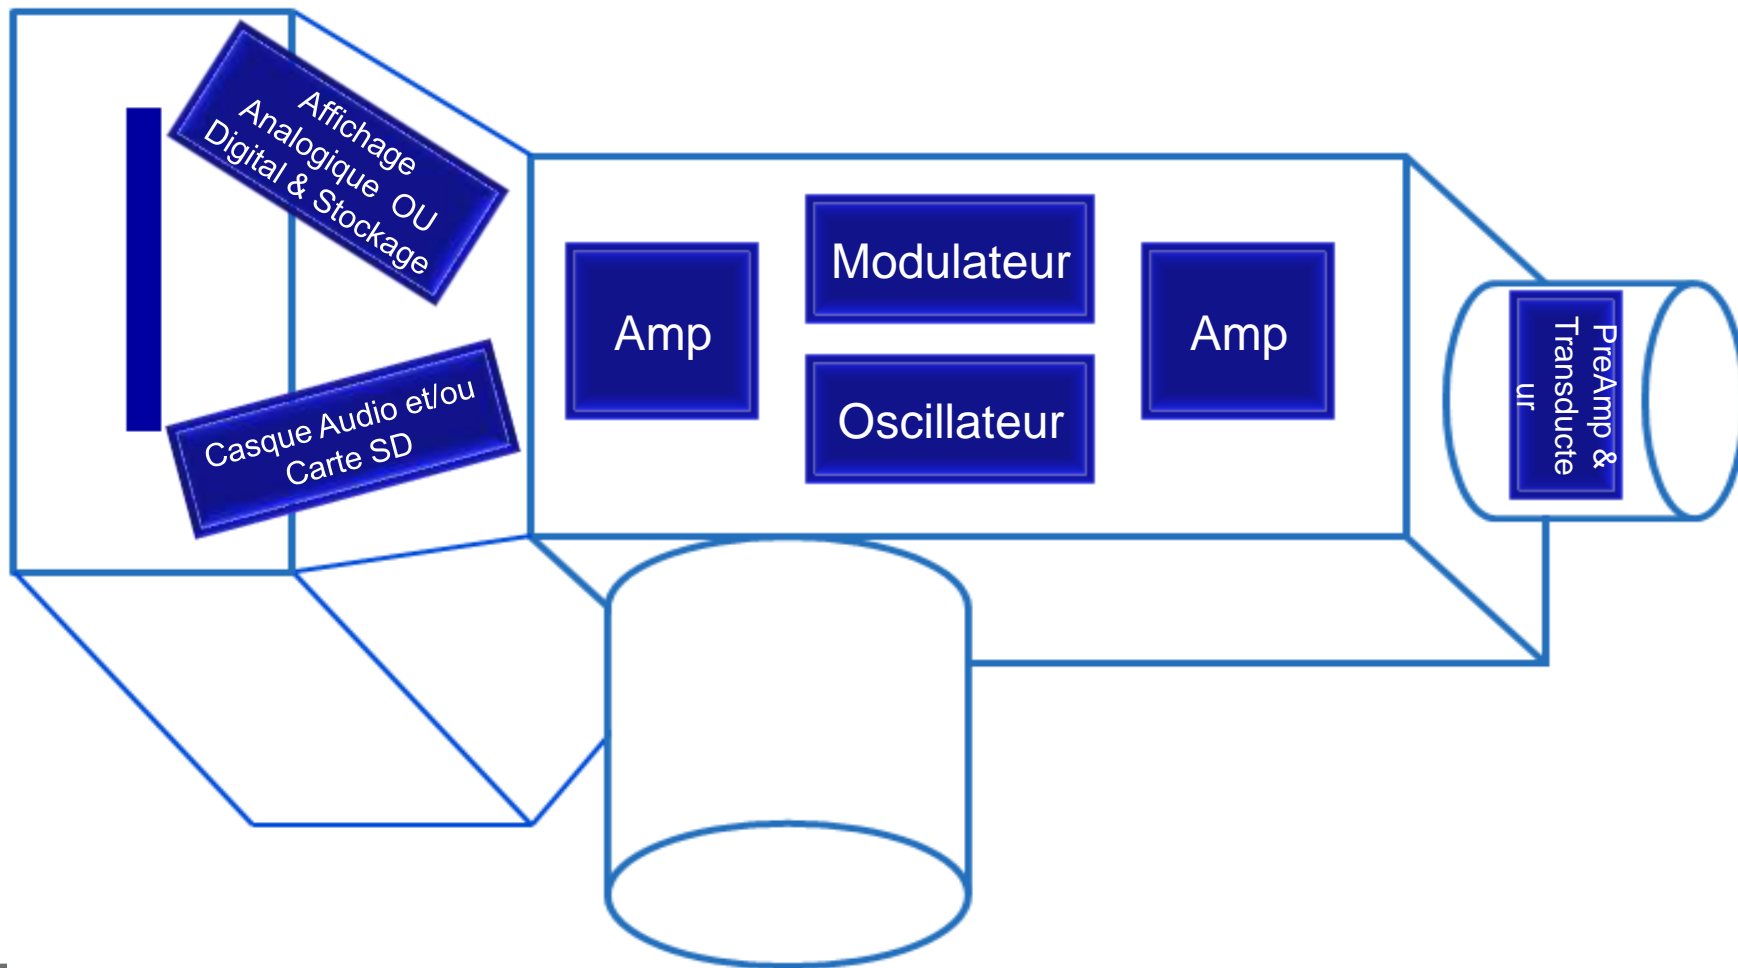 Affichage
Analogique OU
Digital & Stockage
Casque Audio et/ou
Carte SD
Amp
Modulateur
Oscillateur
Amp
PreAmp &
Transducte
ur